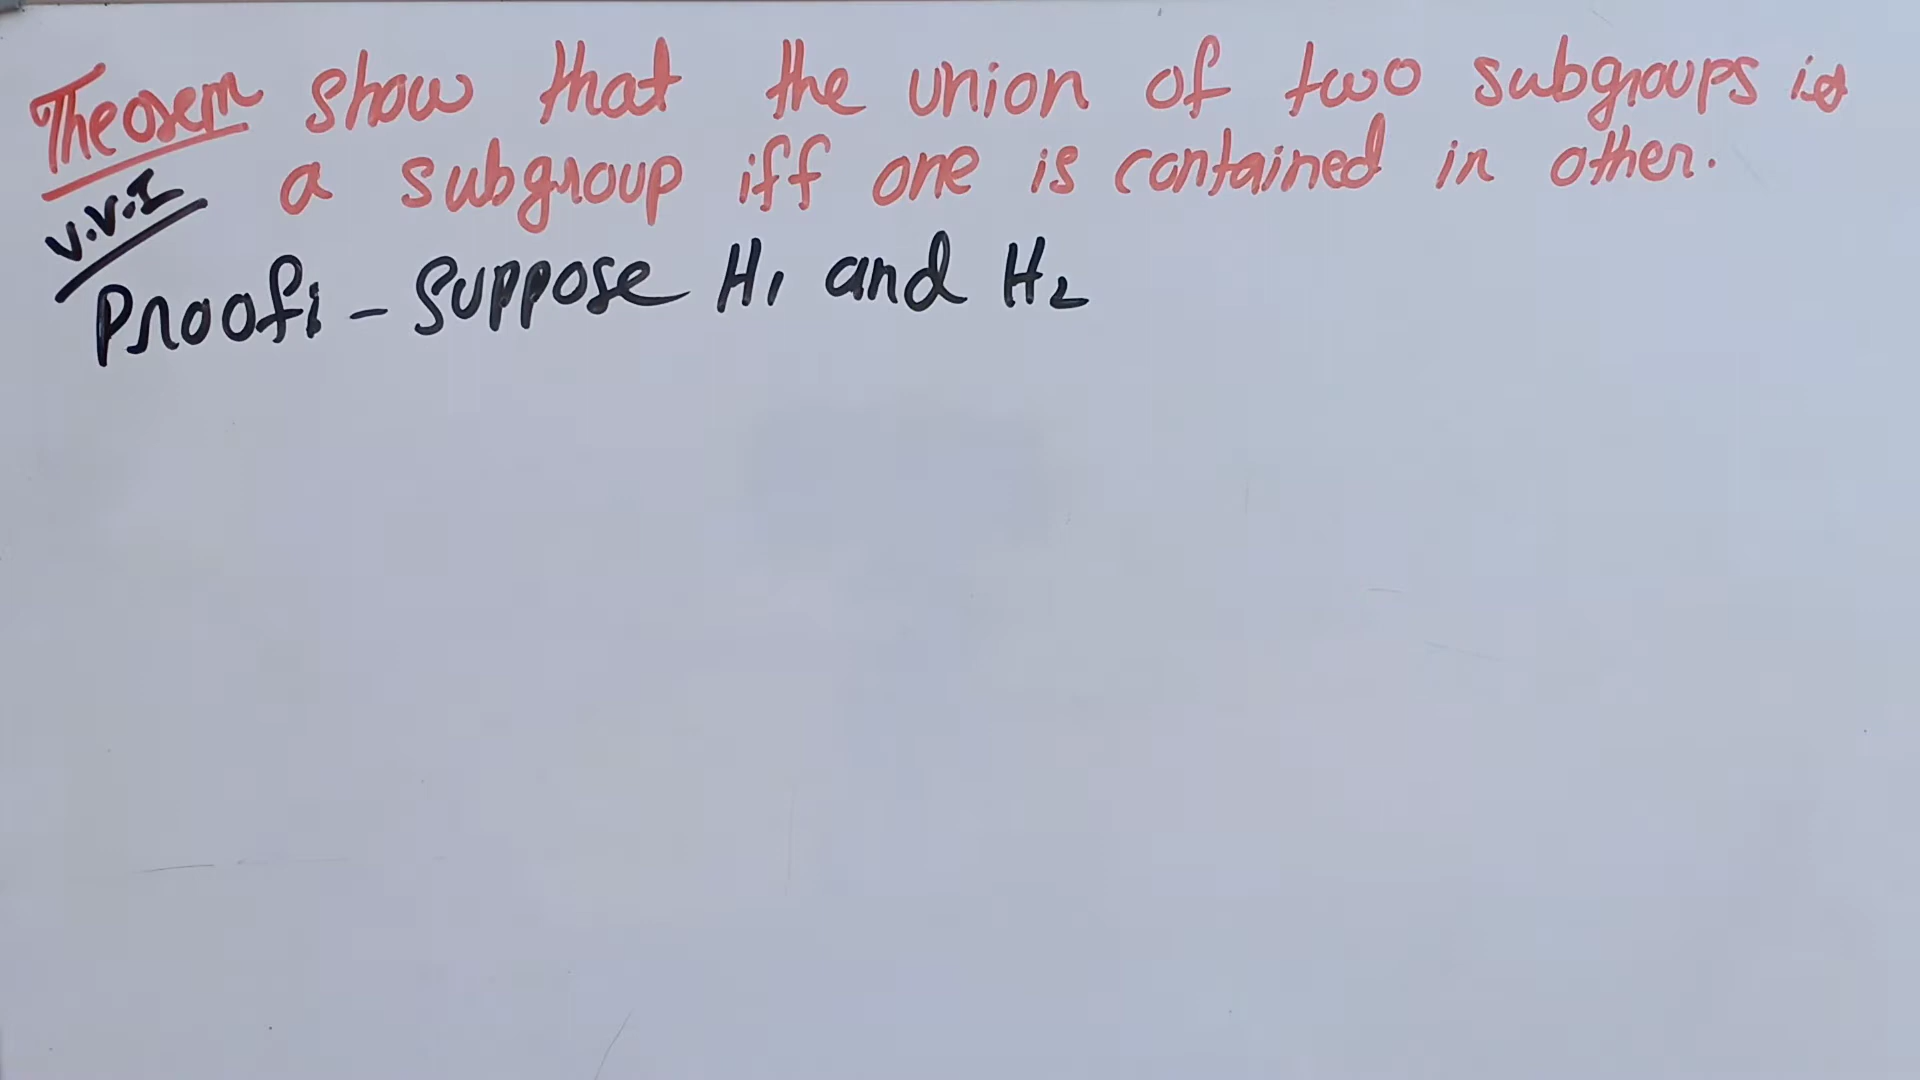 Theorem show that the union of two subgroups is
a subgroup iff one is contained in other.
V.V.I
Proof:- Suppose H₁ and H₂